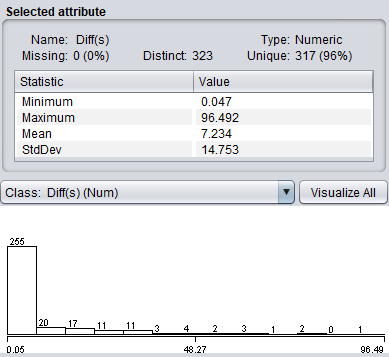 Selected attribute
Name: Diff(s) Type: Numeric
Missing: 0 (0%) Distinct: 323 Unique: 317 (96%)
Statistic Value
Minimum 0.047
Maximum 96.492
Mean 7.234
StdDev 14.753
Class: Diff(s) (Num) Visualize All
255
20 17 11 11 3 4 2 3 1 2 0 1
0.05 48.27 96.49